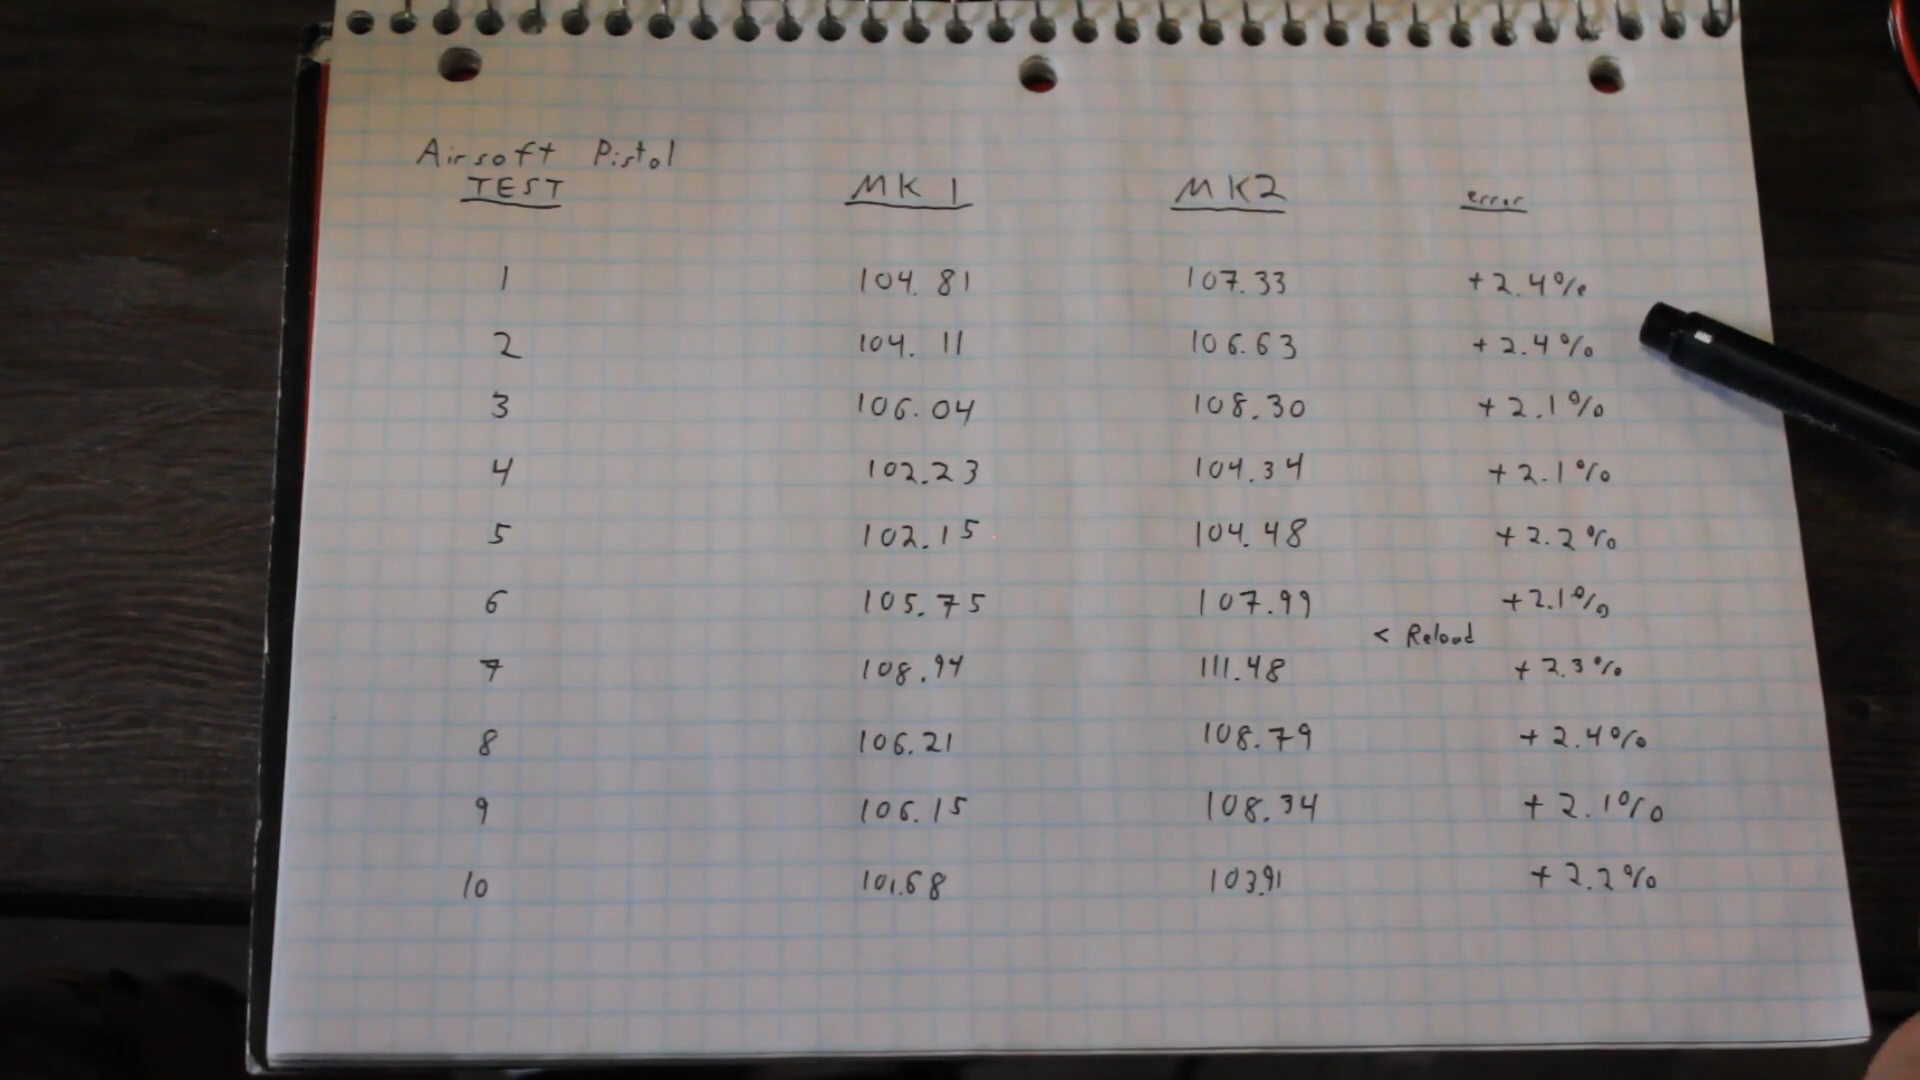 Airsoft Pistol
TEST MK 1 MK2 error
1 104.81 107.33 +2.4%
2 104.11 106.63 +2.4%
3 106.04 108.30 +2.1%
4 102.23 104.34 +2.1%
5 102.15 104.48 +2.2%
6 105.75 107.99 +2.1%
< Reload
7 108.94 111.48 +2.3%
8 106.21 108.79 +2.4%
9 106.15 108.34 +2.1%
10 101.68 103.91 +2.2%